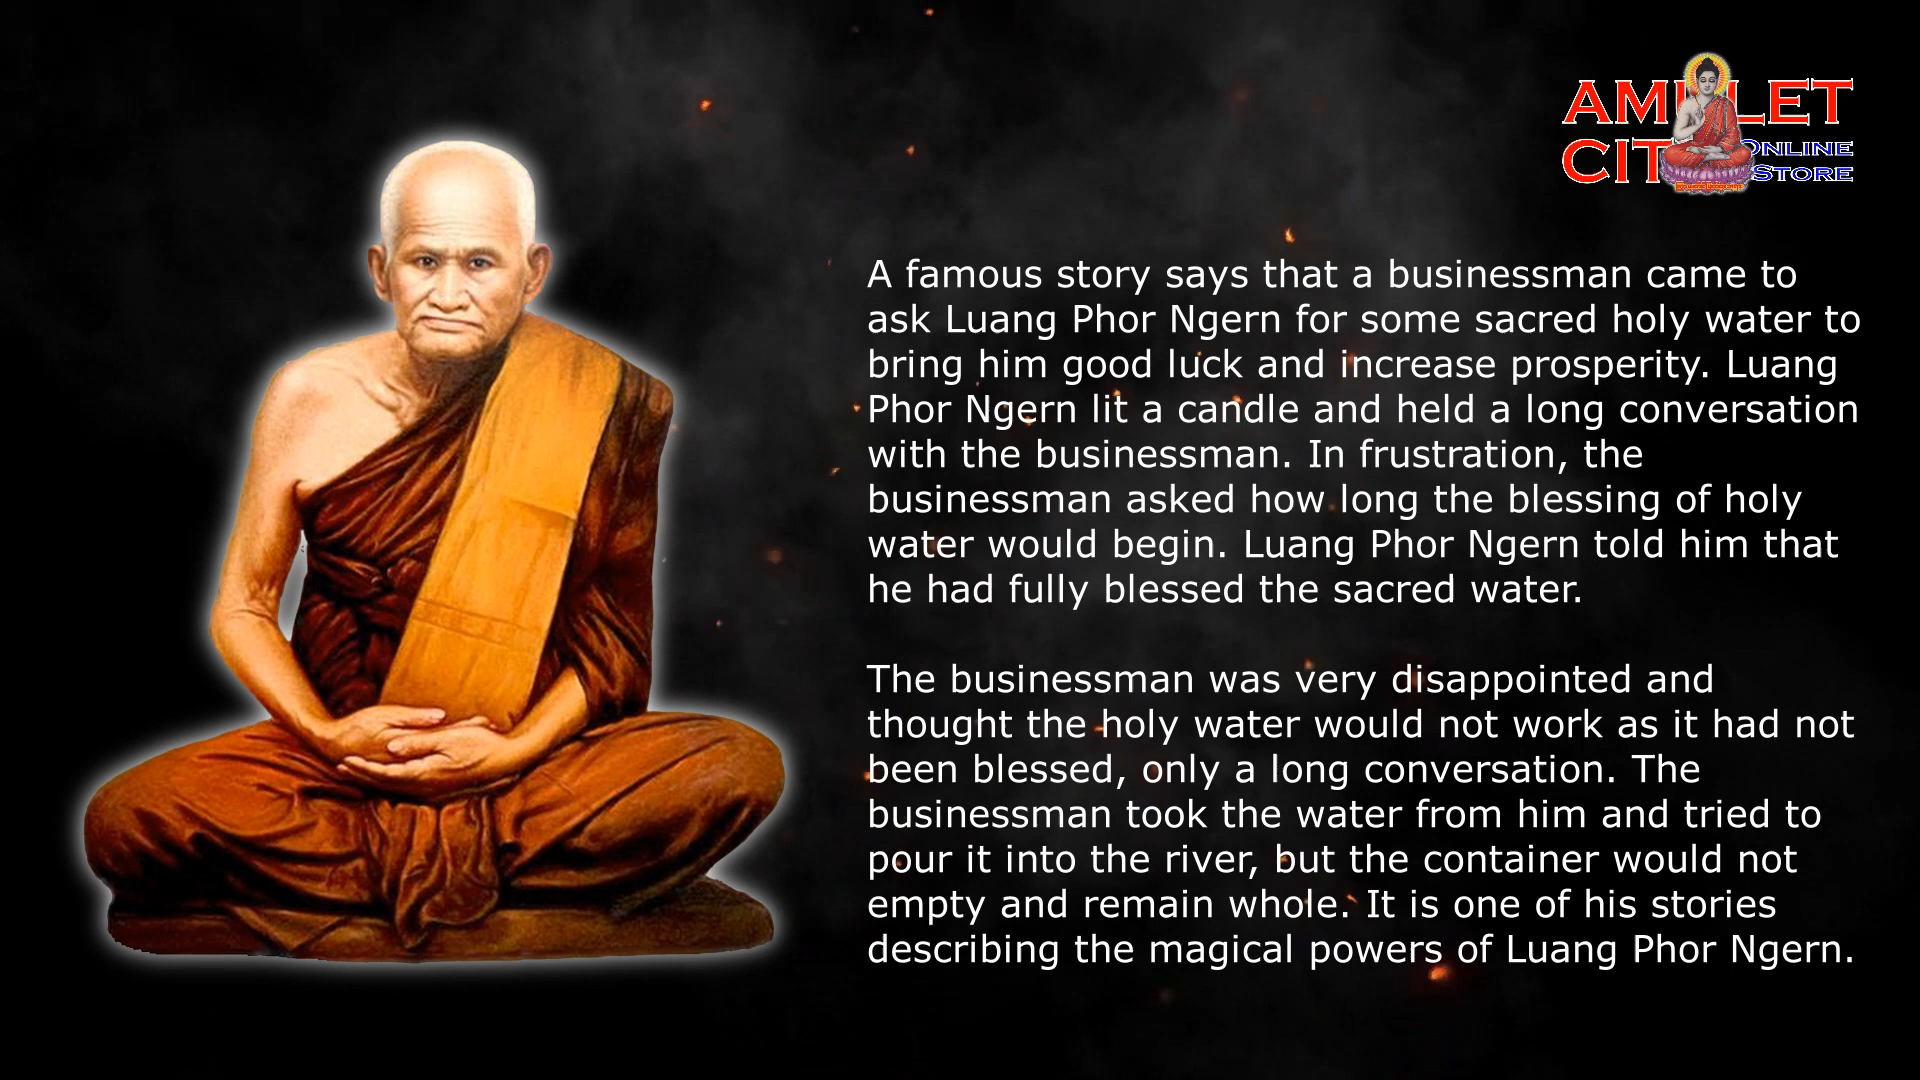 AMULET
CITY ONLINE
STORE
A famous story says that a businessman came to
ask Luang Phor Ngern for some sacred holy water to
bring him good luck and increase prosperity. Luang
Phor Ngern lit a candle and held a long conversation
with the businessman. In frustration, the
businessman asked how long the blessing of holy
water would begin. Luang Phor Ngern told him that
he had fully blessed the sacred water.
The businessman was very disappointed and
thought the holy water would not work as it had not
been blessed, only a long conversation. The
businessman took the water from him and tried to
pour it into the river, but the container would not
empty and remain whole. It is one of his stories
describing the magical powers of Luang Phor Ngern.